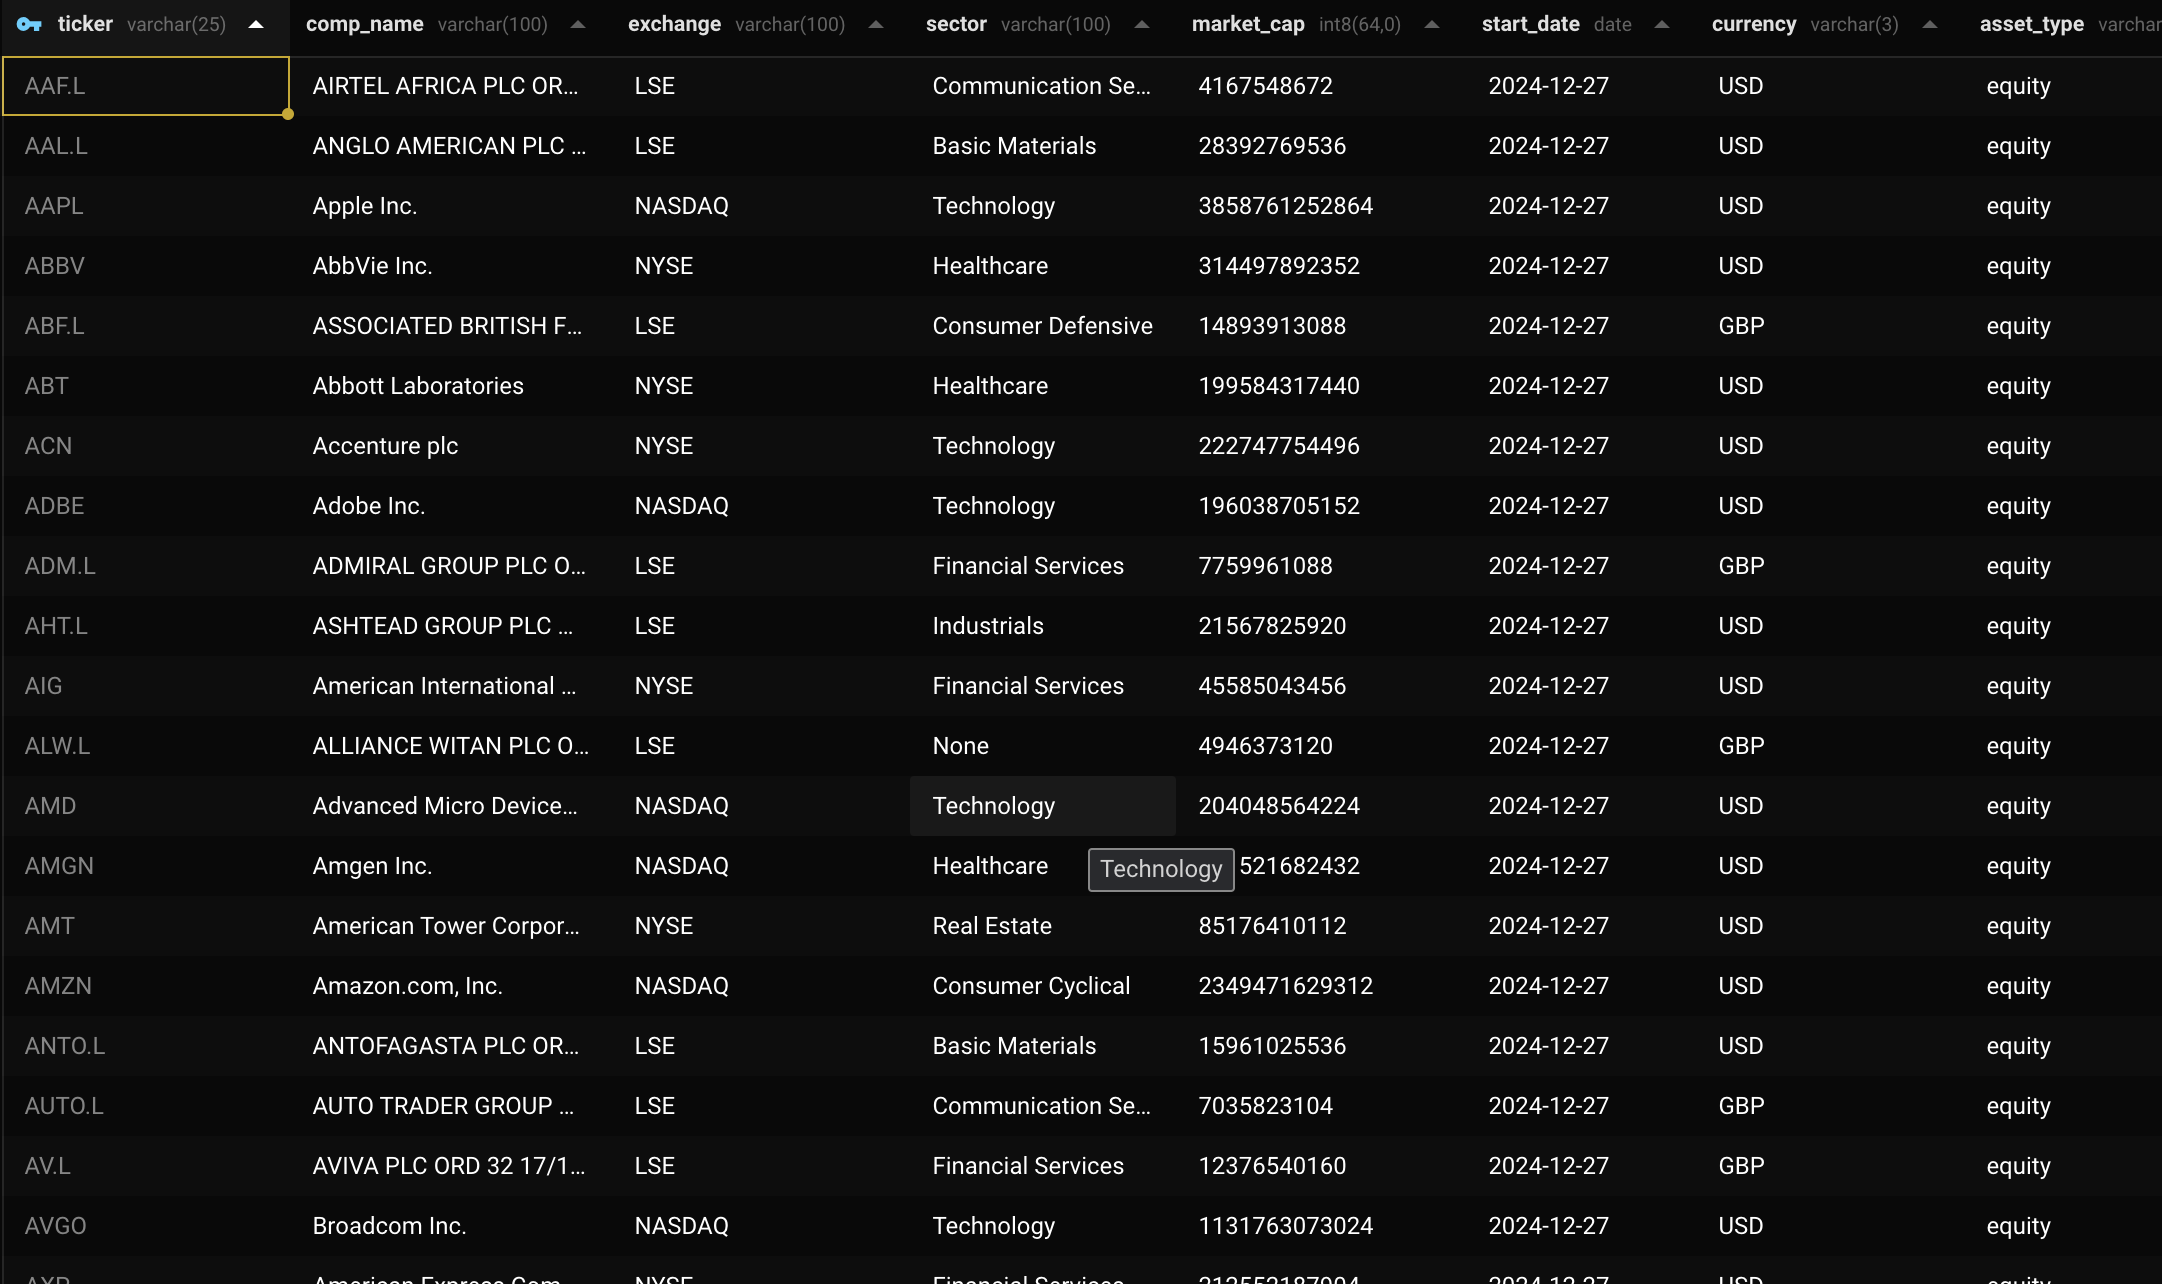 ticker varchar(25) comp_name varchar(100) exchange varchar(100) sector varchar(100) market_cap int8(64,0) start_date date currency varchar(3) asset_type varchar
AAF.L AIRTEL AFRICA PLC OR... LSE Communication Se... 4167548672 2024-12-27 USD equity
AAL.L ANGLO AMERICAN PLC ... LSE Basic Materials 28392769536 2024-12-27 USD equity
AAPL Apple Inc. NASDAQ Technology 3858761252864 2024-12-27 USD equity
ABBV AbbVie Inc. NYSE Healthcare 314497892352 2024-12-27 USD equity
ABF.L ASSOCIATED BRITISH F... LSE Consumer Defensive 14893913088 2024-12-27 GBP equity
ABT Abbott Laboratories NYSE Healthcare 199584317440 2024-12-27 USD equity
ACN Accenture plc NYSE Technology 222747754496 2024-12-27 USD equity
ADBE Adobe Inc. NASDAQ Technology 196038705152 2024-12-27 USD equity
ADM.L ADMIRAL GROUP PLC O... LSE Financial Services 7759961088 2024-12-27 GBP equity
AHT.L ASHTEAD GROUP PLC ... LSE Industrials 21567825920 2024-12-27 USD equity
AIG American International ... NYSE Financial Services 45585043456 2024-12-27 USD equity
ALW.L ALLIANCE WITAN PLC O... LSE None 4946373120 2024-12-27 GBP equity
AMD Advanced Micro Device... NASDAQ Technology 204048564224 2024-12-27 USD equity
AMGN Amgen Inc. NASDAQ Healthcare Technology 521682432 2024-12-27 USD equity
AMT American Tower Corpor... NYSE Real Estate 85176410112 2024-12-27 USD equity
AMZN Amazon.com, Inc. NASDAQ Consumer Cyclical 2349471629312 2024-12-27 USD equity
ANTO.L ANTOFAGASTA PLC OR... LSE Basic Materials 15961025536 2024-12-27 USD equity
AUTO.L AUTO TRADER GROUP ... LSE Communication Se... 7035823104 2024-12-27 GBP equity
AV.L AVIVA PLC ORD 32 17/1... LSE Financial Services 12376540160 2024-12-27 GBP equity
AVGO Broadcom Inc. NASDAQ Technology 1131763073024 2024-12-27 USD equity
American Express Com NYSE Financial Services 2024-12-27 USD equity